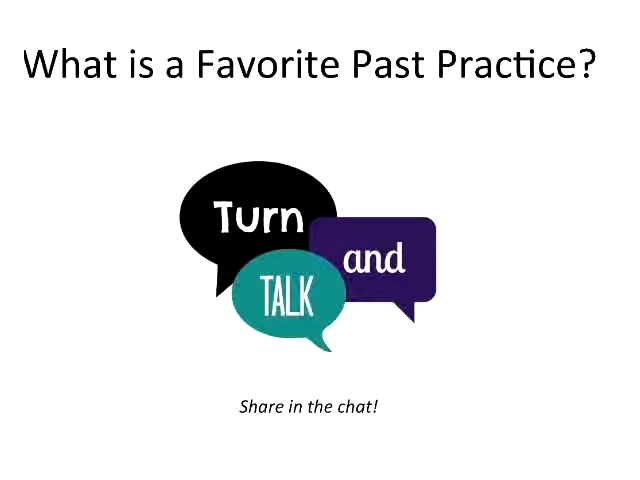 What is a Favorite Past Practice?
Turn
and
TALK
Share in the chat!